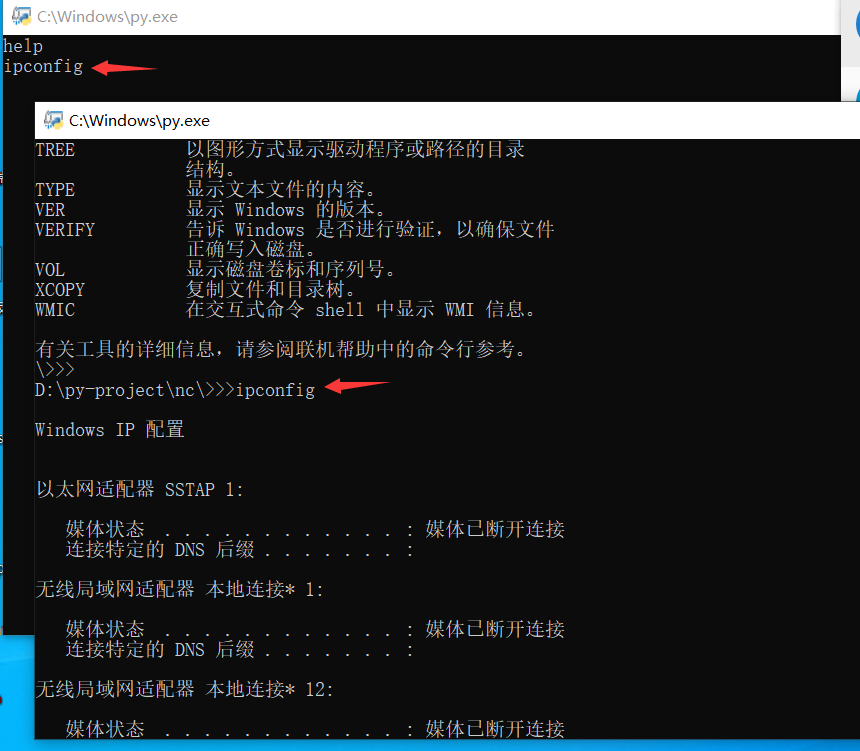 C:\Windows\py.exe
help
ipconfig
C:\Windows\py.exe
TREE 以图形方式显示驱动程序或路径的目录
结构。
TYPE 显示文本文件的内容。
VER 显示 Windows 的版本。
VERIFY 告诉 Windows 是否进行验证，以确保文件
正确写入磁盘。
VOL 显示磁盘卷标和序列号。
XCOPY 复制文件和目录树。
WMIC 在交互式命令 shell 中显示 WMI 信息。
有关工具的详细信息，请参阅联机帮助中的命令行参考。
\>>>
D:\py-project\nc\>>>ipconfig
Windows IP 配置
以太网适配器 SSTAP 1:
媒体状态 . . . . . . . . . . . . : 媒体已断开连接
连接特定的 DNS 后缀 . . . . . . . :
无线局域网适配器 本地连接* 1:
媒体状态 . . . . . . . . . . . . : 媒体已断开连接
连接特定的 DNS 后缀 . . . . . . . :
无线局域网适配器 本地连接* 12:
媒体状态 . . . . . . . . . . . . : 媒体已断开连接